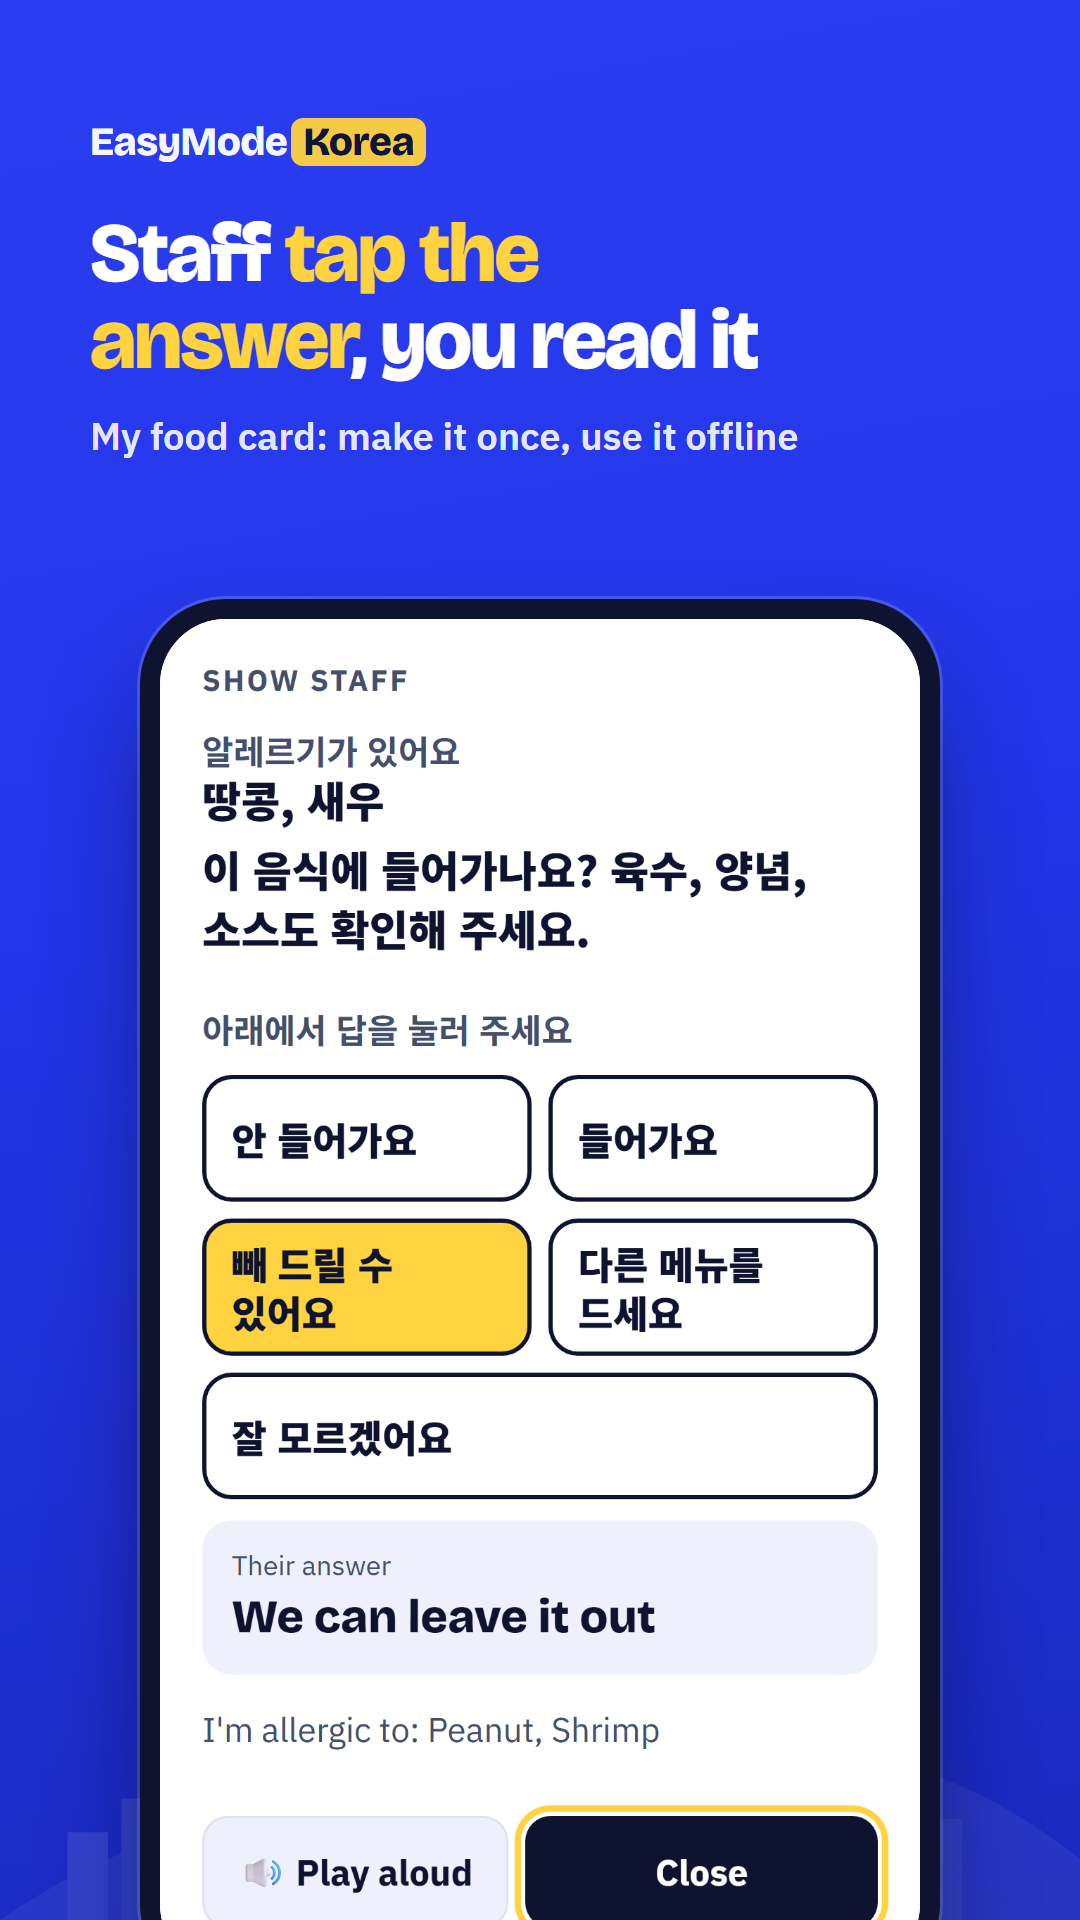 EasyMode Korea
Staff tap the
answer, you read it
My food card: make it once, use it offline
SHOW STAFF
알레르기가 있어요
땅콩, 새우
이 음식에 들어가나요? 육수, 양념,
소스도 확인해 주세요.
아래에서 답을 눌러 주세요
안 들어가요
들어가요
빼 드릴 수
있어요
다른 메뉴를
드세요
잘 모르겠어요
Their answer
We can leave it out
I'm allergic to: Peanut, Shrimp
Play aloud
Close